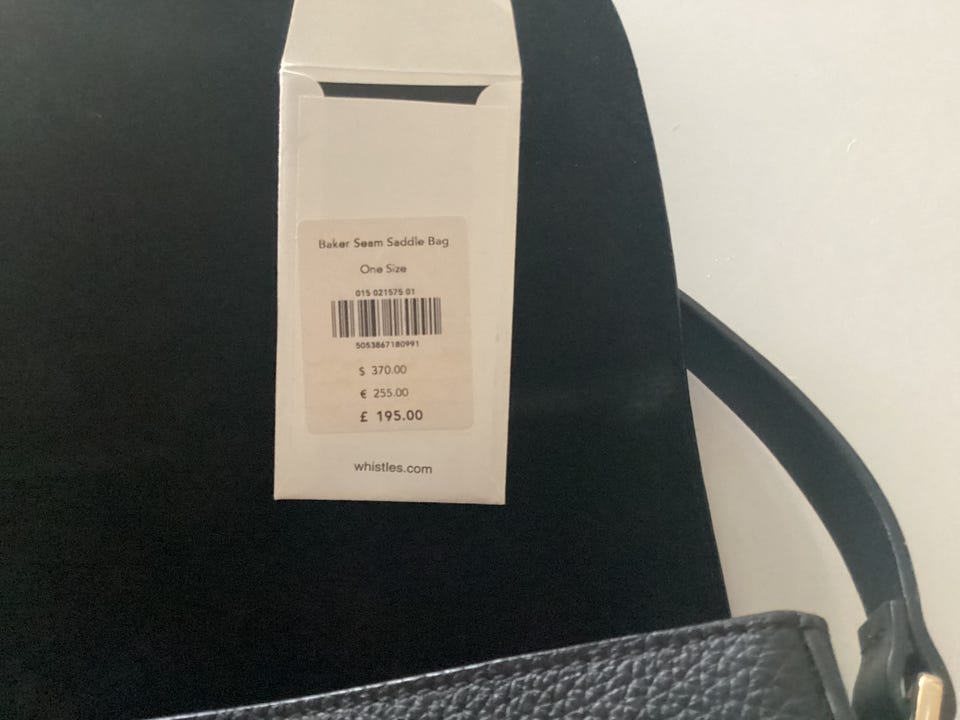 Baker Seam Saddle Bag
One Size
015 021575 01
5053867180991
$ 370.00
€ 255.00
£ 195.00
whistles.com